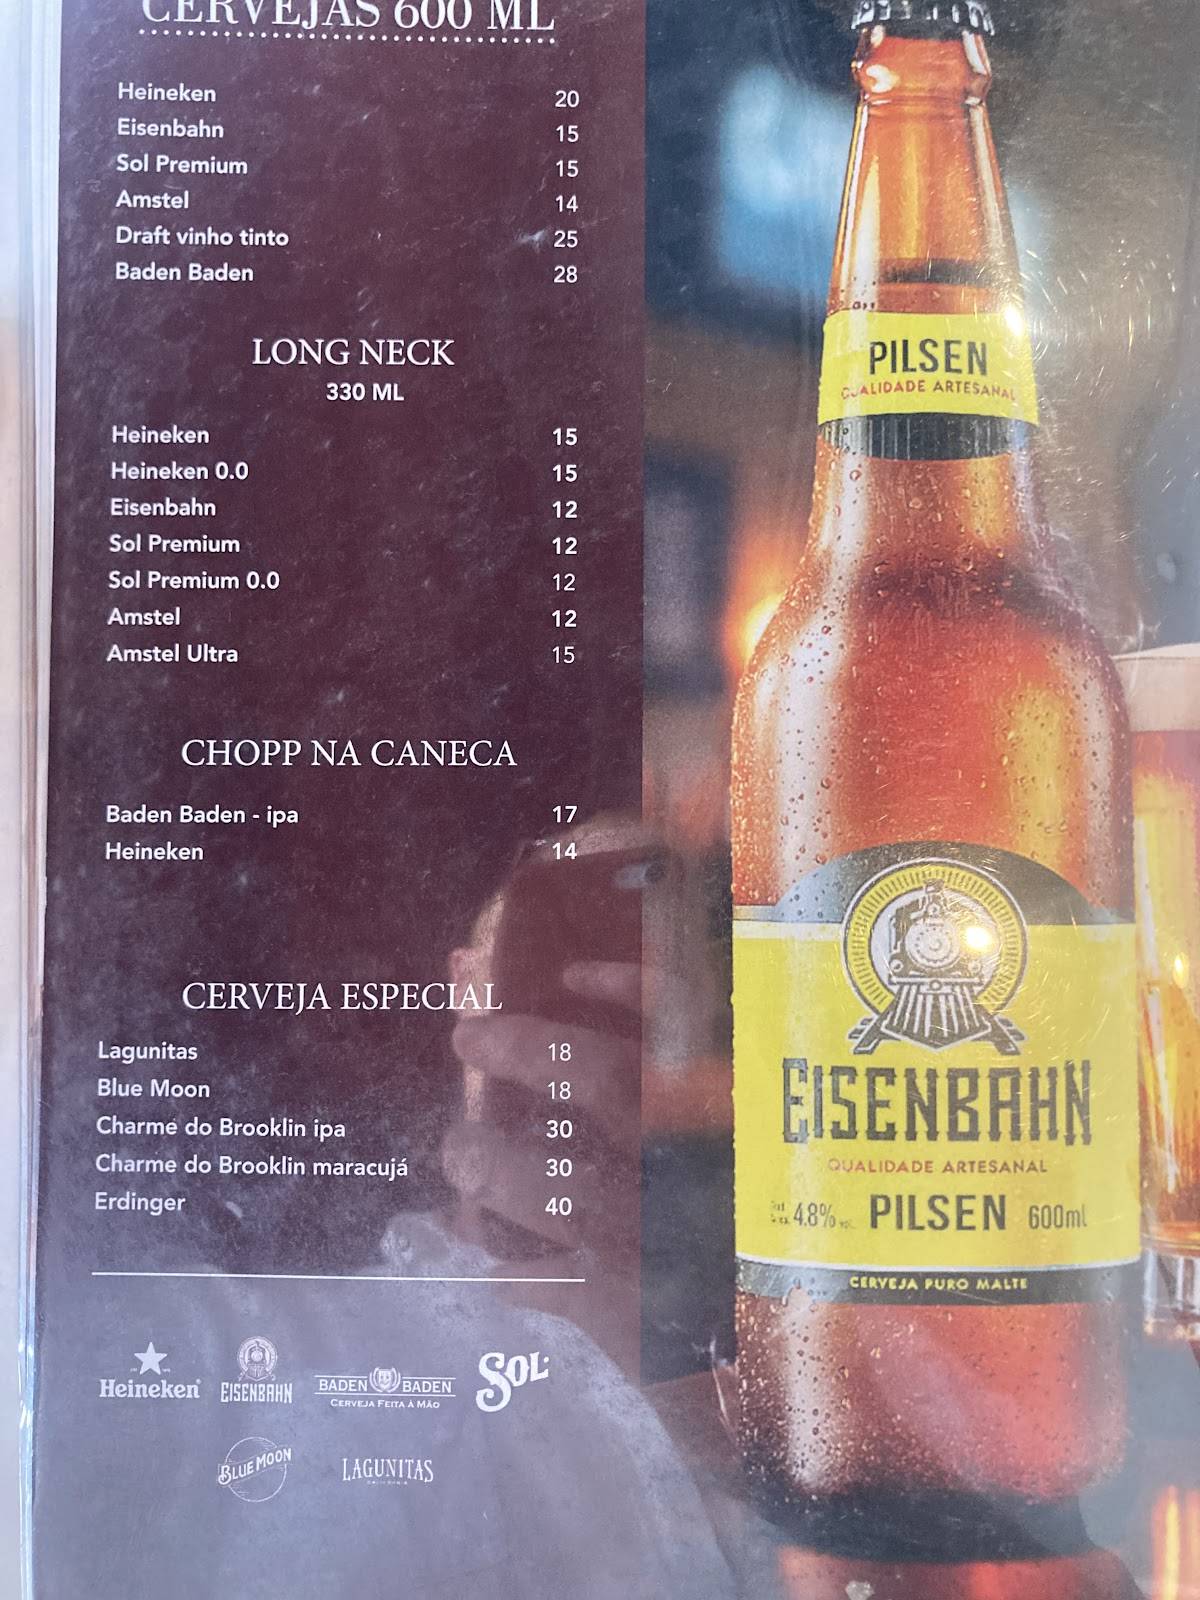 CERVEJAS 600 ML
Heineken 20
Eisenbahn 15
Sol Premium 15
Amstel 14
Draft vinho tinto 25
Baden Baden 28
LONG NECK
330 ML
Heineken 15
Heineken 0.0 15
Eisenbahn 12
Sol Premium 12
Sol Premium 0.0 12
Amstel 12
Amstel Ultra 15
CHOPP NA CANECA
Baden Baden - ipa 17
Heineken 14
CERVEJA ESPECIAL
Lagunitas 18
Blue Moon 18
Charme do Brooklin ipa 30
Charme do Brooklin maracujá 30
Erdinger 40
Heineken
EISENBAHN
BADEN BADEN
CERVEJA FEITA À MÃO
SOL
BLUE MOON
LAGUNITAS
PILSEN
QUALIDADE ARTESANAL
EISENBAHN
QUALIDADE ARTESANAL
4.8% PILSEN 600ml
CERVEJA PURO MALTE